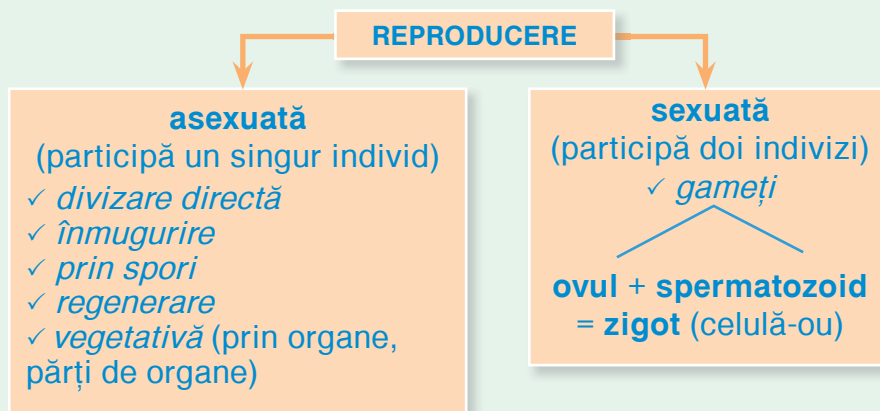 REPRODUCERE
asexuată
(participă un singur individ)
✓ divizare directă
✓ înmugurire
✓ prin spori
✓ regenerare
✓ vegetativă (prin organe,
părți de organe)
sexuată
(participă doi indivizi)
✓ gameți
ovul + spermatozoid
= zigot (celulă-ou)